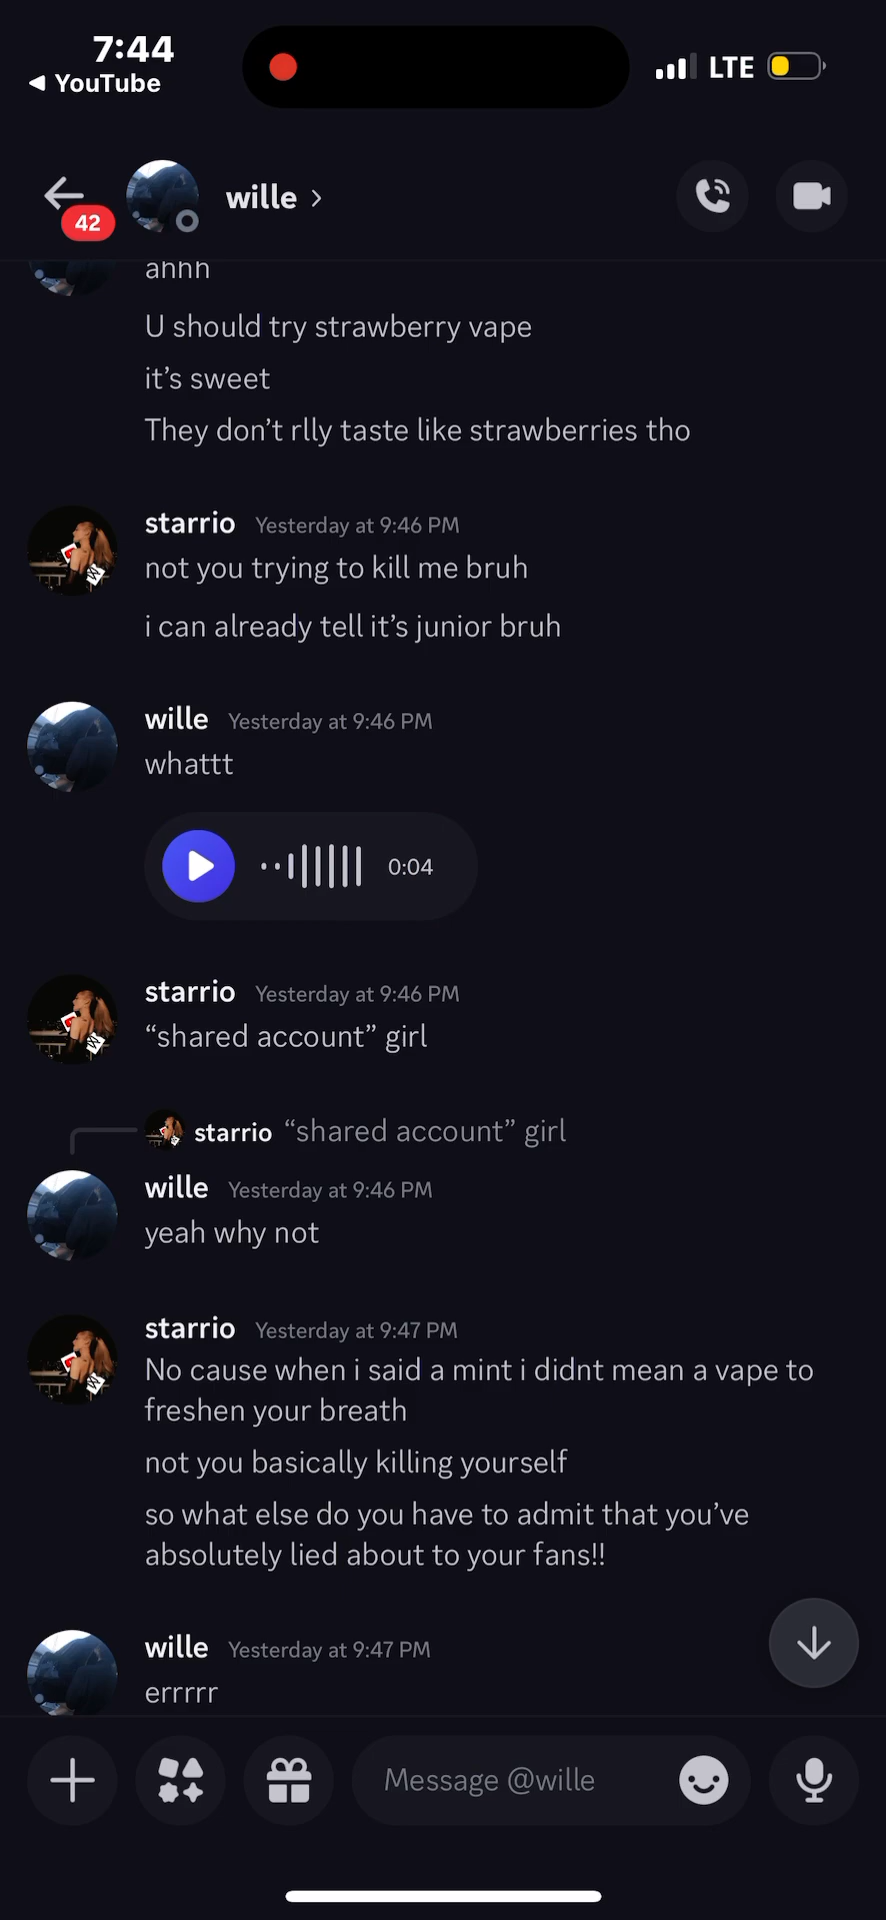 7:44
YouTube
LTE
42
wille
ahhh
U should try strawberry vape
it’s sweet
They don’t rlly taste like strawberries tho
starrio Yesterday at 9:46 PM
not you trying to kill me bruh
i can already tell it’s junior bruh
wille Yesterday at 9:46 PM
whattt
0:04
starrio Yesterday at 9:46 PM
“shared account” girl
starrio “shared account” girl
wille Yesterday at 9:46 PM
yeah why not
starrio Yesterday at 9:47 PM
No cause when i said a mint i didnt mean a vape to
freshen your breath
not you basically killing yourself
so what else do you have to admit that you’ve
absolutely lied about to your fans!!
wille Yesterday at 9:47 PM
errrrr
Message @wille